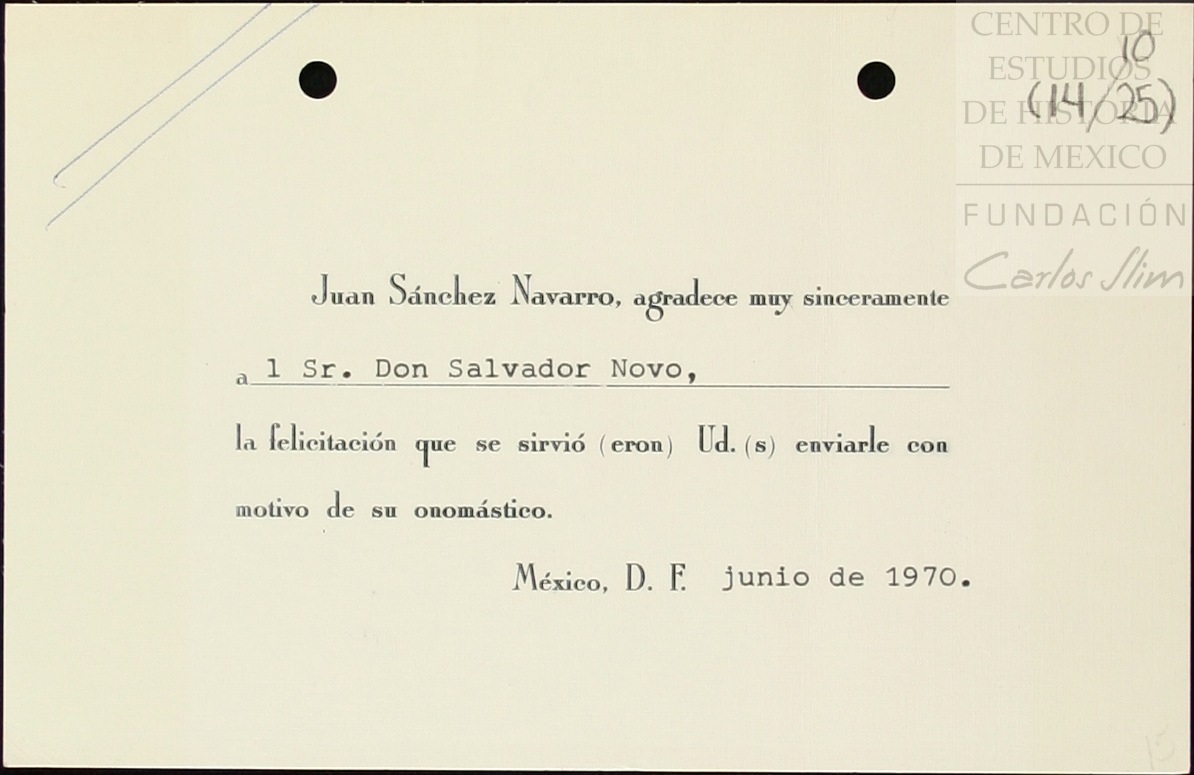 CENTRO DE
ESTUDIOS
DE HISTORIA
DE MEXICO
FUNDACIÓN
Carlos Slim
10
(14/25)
Juan Sánchez Navarro, agradece muy sinceramente
a l Sr. Don Salvador Novo,
la felicitación que se sirvió (eron) Ud. (s) enviarle con
motivo de su onomástico.
México, D. F. junio de 1970.